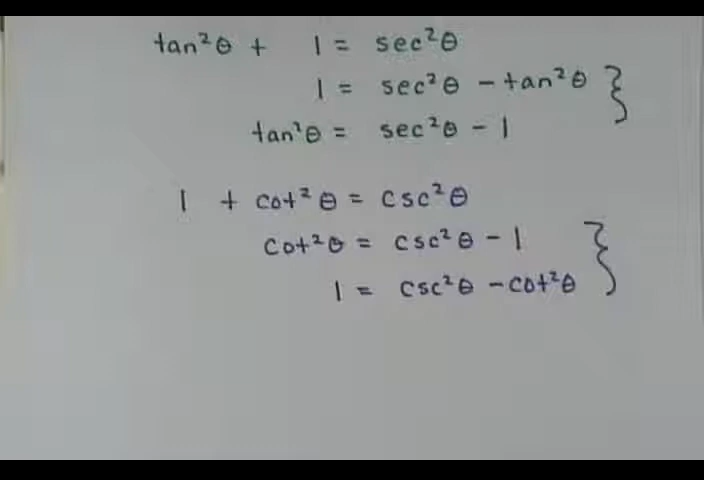 tan²θ + 1 = sec²θ
1 = sec²θ - tan²θ
tan²θ = sec²θ - 1
1 + cot²θ = csc²θ
cot²θ = csc²θ - 1
1 = csc²θ - cot²θ